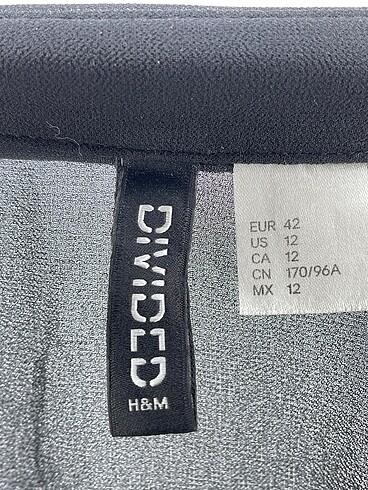 DIVIDED
H&M
EUR 42
US 12
CA 12
CN 170/96A
MX 12